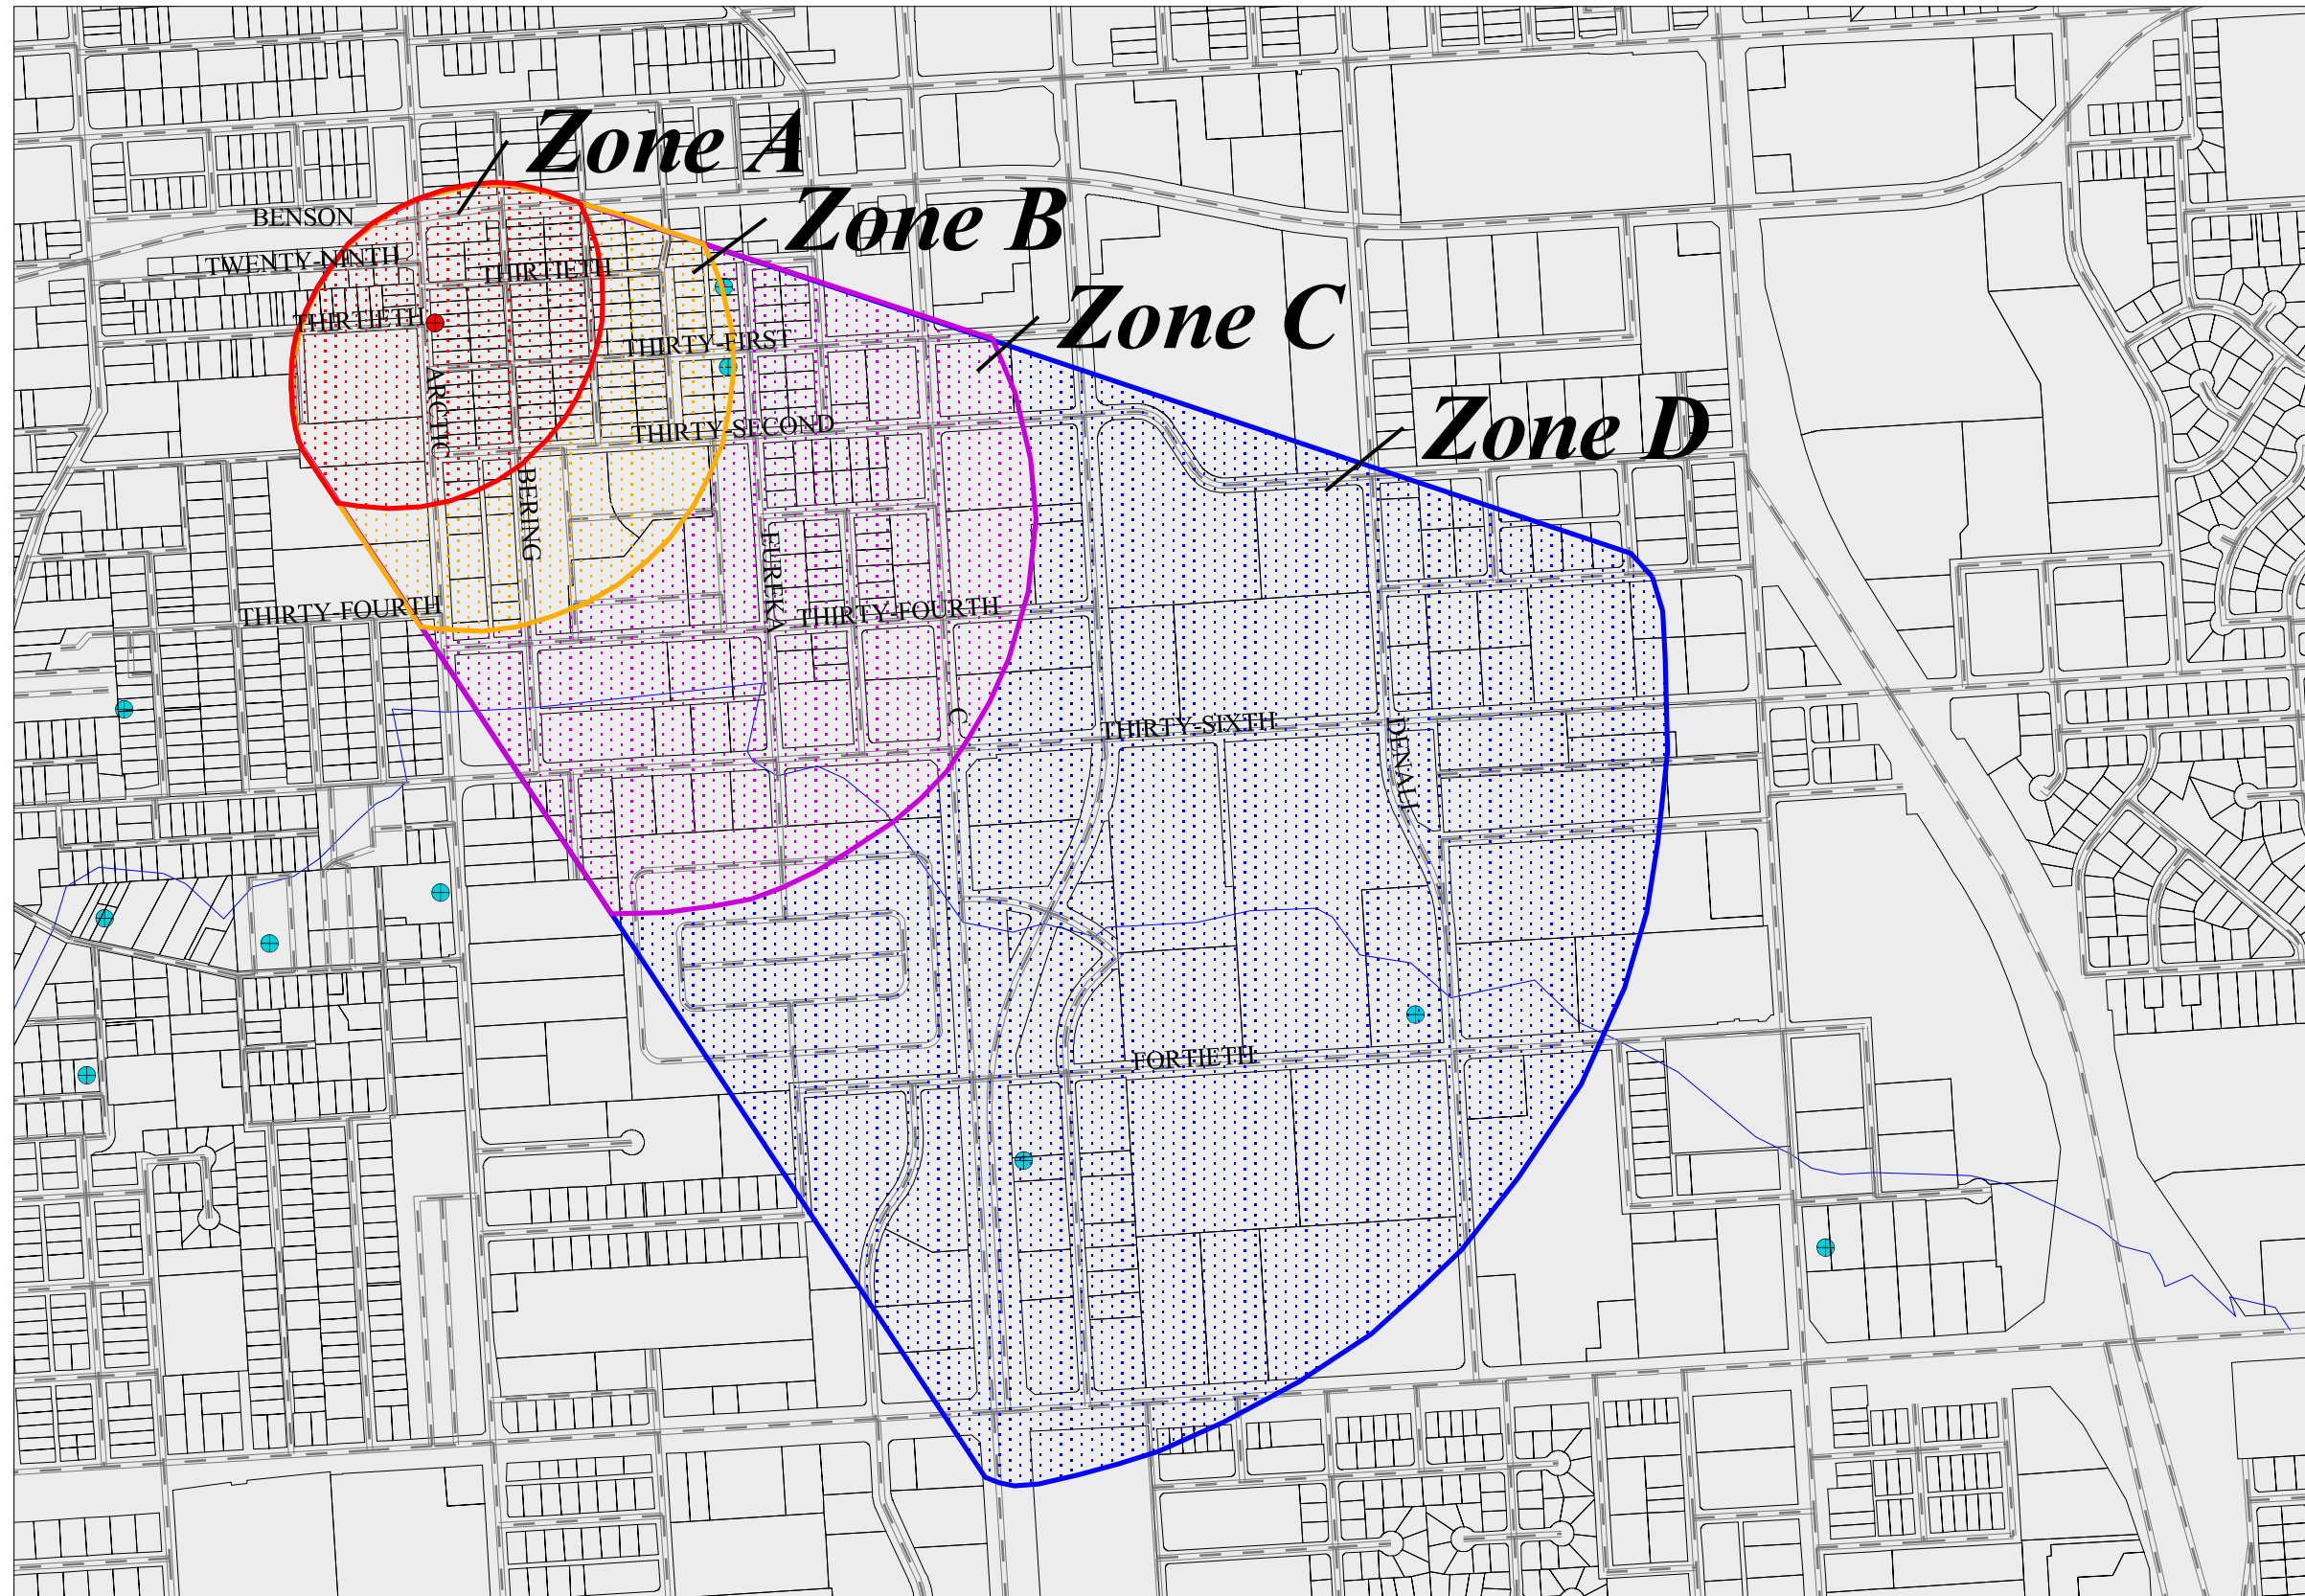 Zone A
Zone B
BENSON
TWENTY-NINTH
THIRTIETH
Zone C
THIRTIETH
THIRTY-FIRST
ARCTIC
THIRTY-SECOND
Zone D
BERING
EUREKA
THIRTY-FOURTH
THIRTY-FOURTH
C
THIRTY-SIXTH
DENALI
FORTIETH